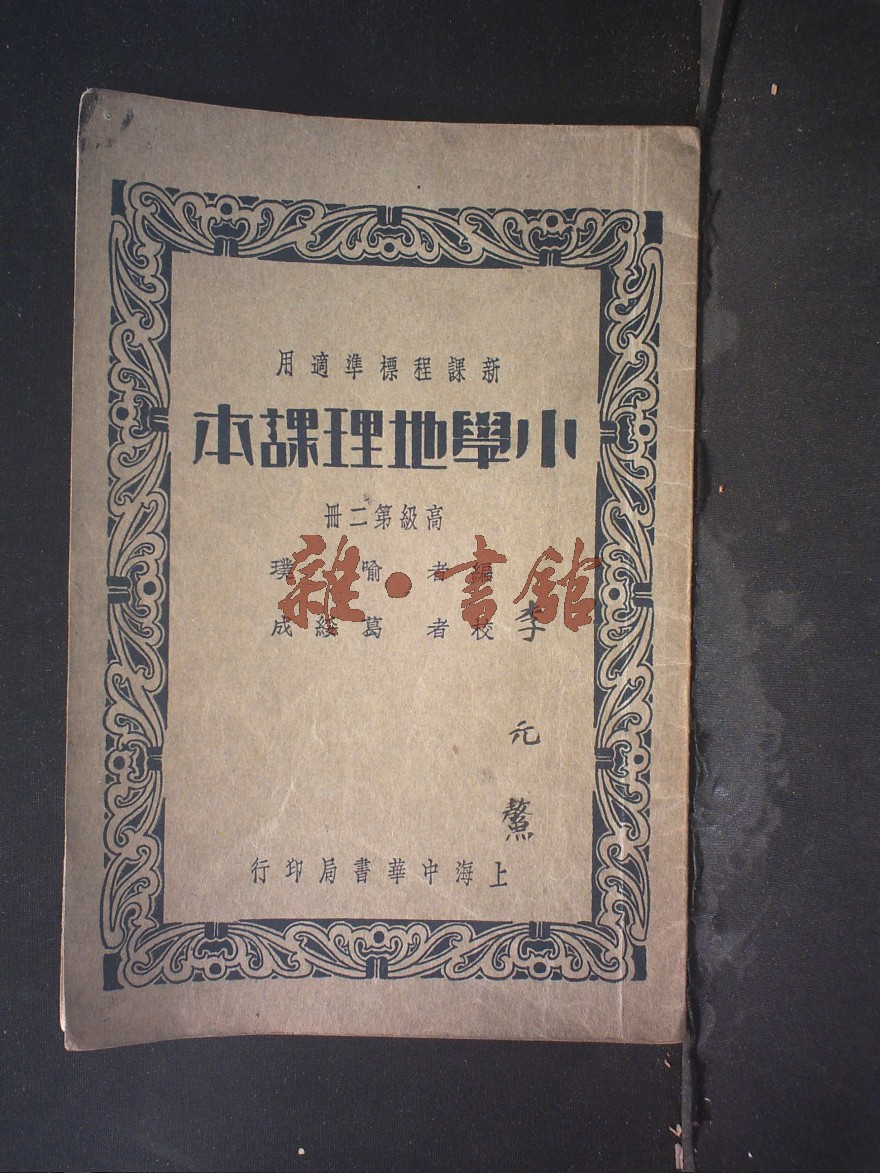 新課程標準適用
小學地理課本
高級第二冊
編者 喻璞
校者 葛綏成
李元鰲
上海中華書局印行
雜·書館